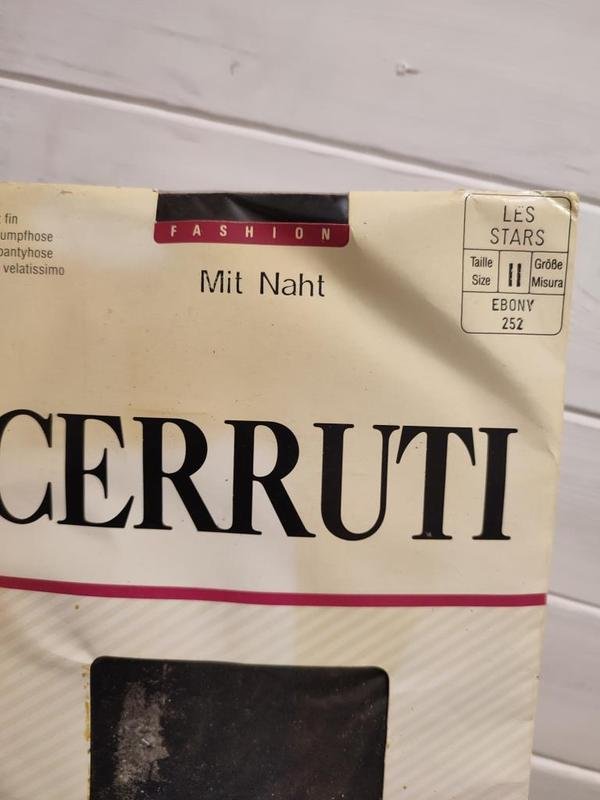 fin
umpfhose
pantyhose
velatissimo
FASHION
Mit Naht
LES
STARS
Taille
Size
II
Größe
Misura
EBONY
252
CERRUTI